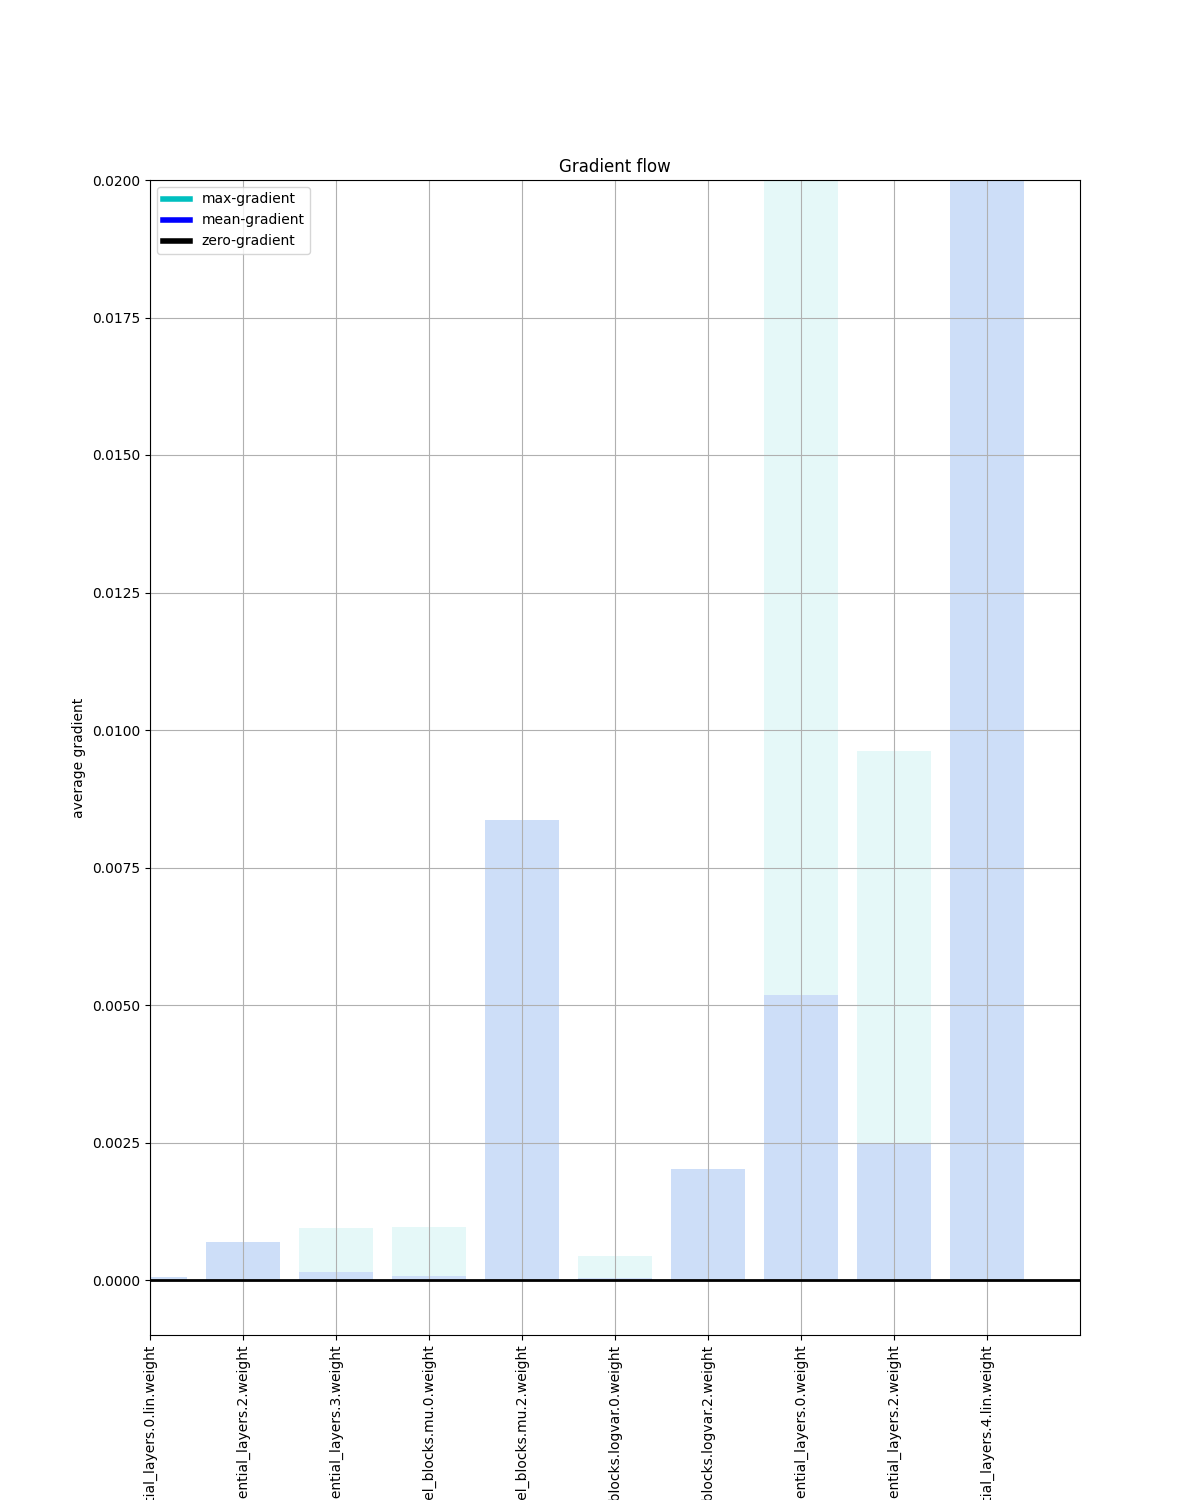 Gradient flow
max-gradient
mean-gradient
zero-gradient
0.0200
0.0175
0.0150
0.0125
0.0100
0.0075
0.0050
0.0025
0.0000
average gradient
tial_layers.0.lin.weight
ential_layers.2.weight
ential_layers.3.weight
el_blocks.mu.0.weight
el_blocks.mu.2.weight
blocks.logvar.0.weight
blocks.logvar.2.weight
ential_layers.0.weight
ential_layers.2.weight
tial_layers.4.lin.weight